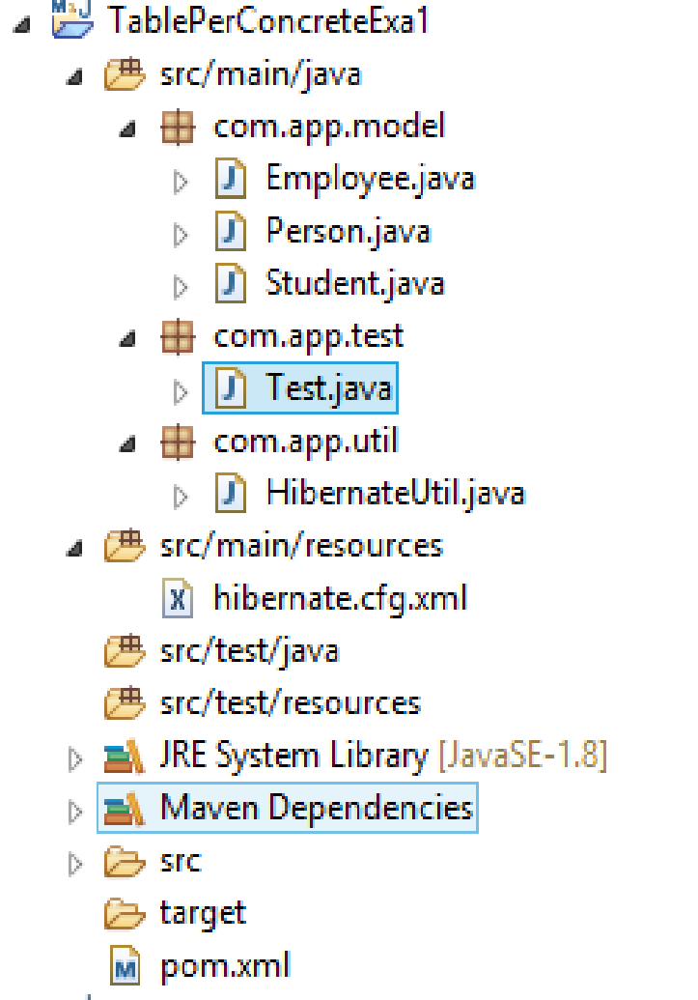 TablePerConcreteExa1
src/main/java
com.app.model
Employee.java
Person.java
Student.java
com.app.test
Test.java
com.app.util
HibernateUtil.java
src/main/resources
hibernate.cfg.xml
src/test/java
src/test/resources
JRE System Library [JavaSE-1.8]
Maven Dependencies
src
target
pom.xml